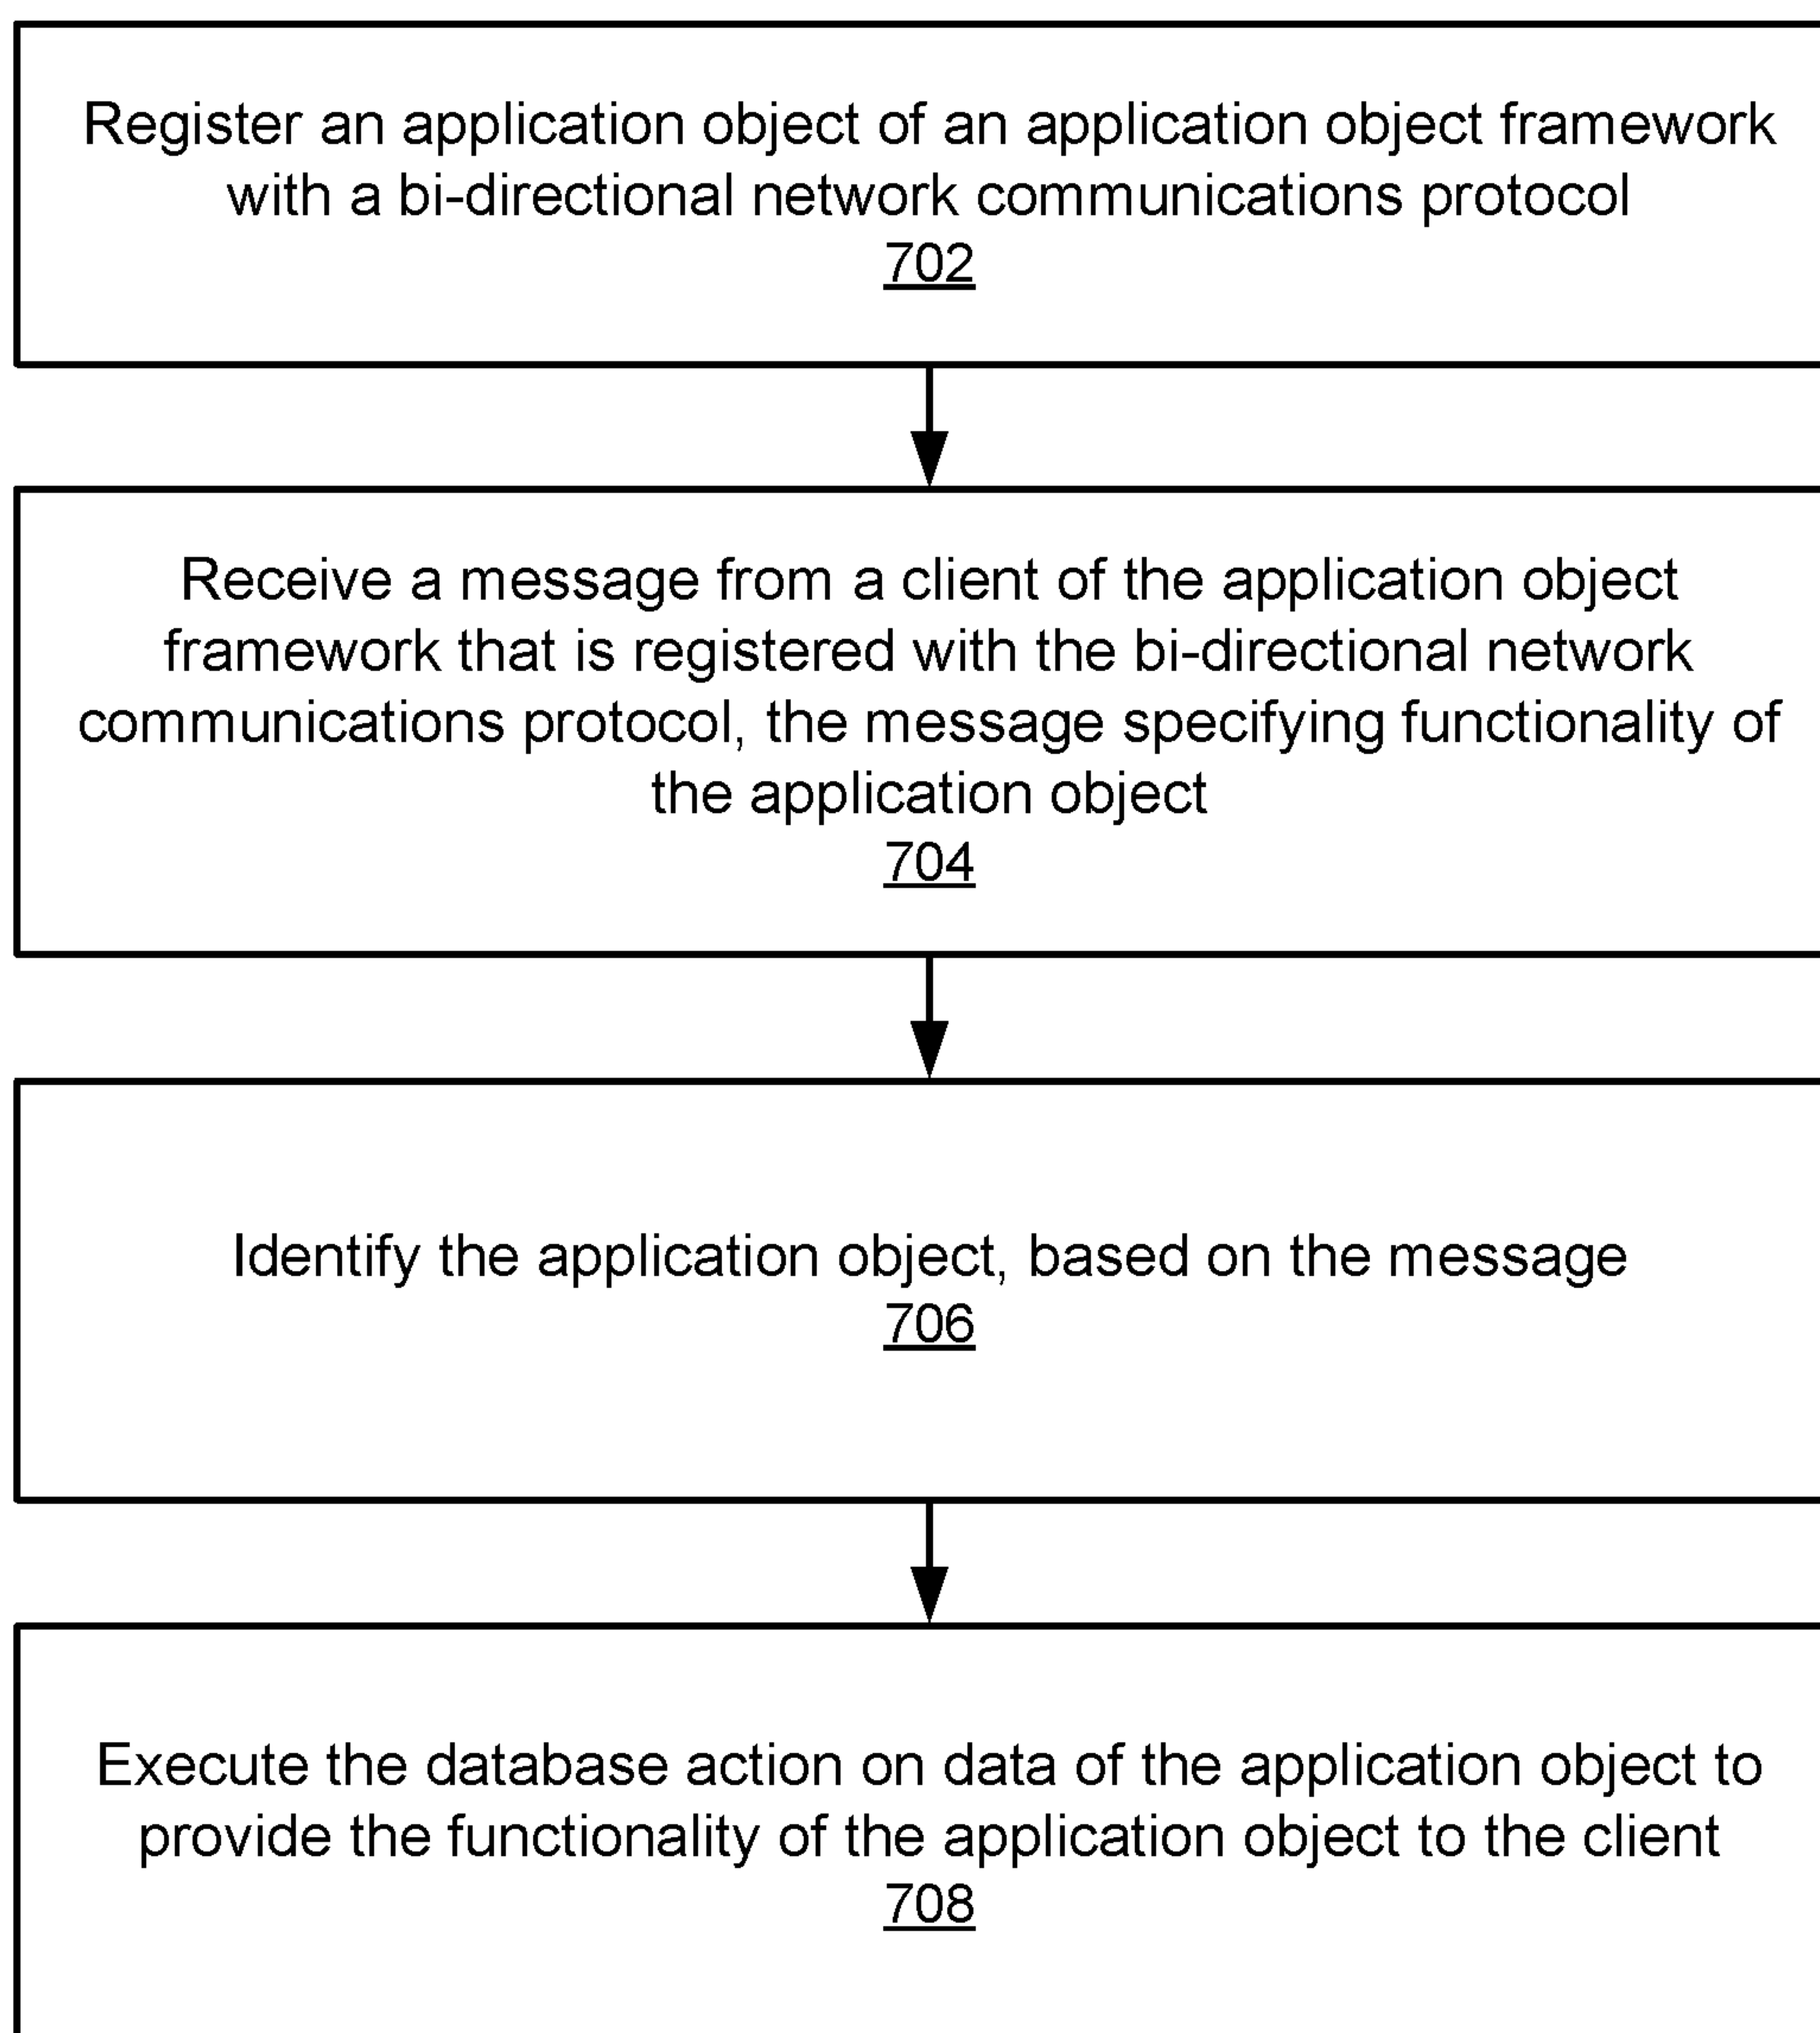 Register an application object of an application object framework
with a bi-directional network communications protocol
702
Receive a message from a client of the application object
framework that is registered with the bi-directional network
communications protocol, the message specifying functionality of
the application object
704
Identify the application object, based on the message
706
Execute the database action on data of the application object to
provide the functionality of the application object to the client
708